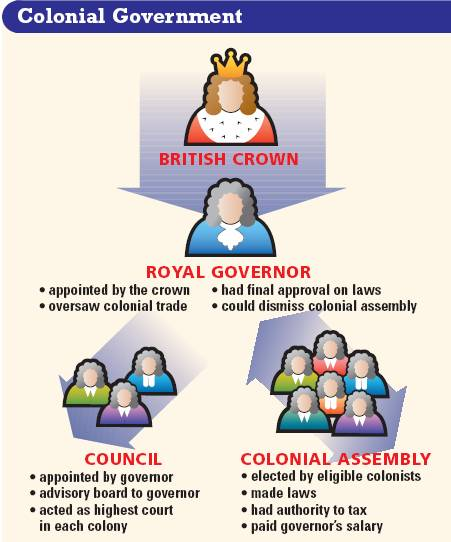 Colonial Government
BRITISH CROWN
ROYAL GOVERNOR
• appointed by the crown
• oversaw colonial trade
• had final approval on laws
• could dismiss colonial assembly
COUNCIL
• appointed by governor
• advisory board to governor
• acted as highest court
in each colony
COLONIAL ASSEMBLY
• elected by eligible colonists
• made laws
• had authority to tax
• paid governor's salary